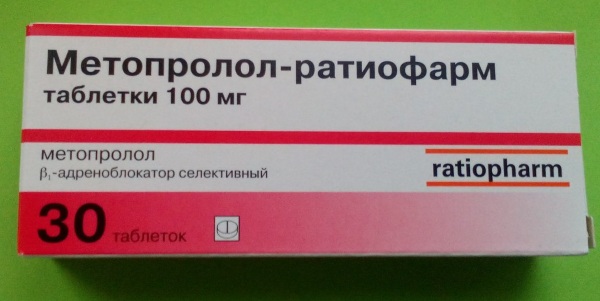 Метопролол-ратиофарм
таблетки 100 мг
метопролол
β₁-адреноблокатор селективный
ratiopharm
30 таблеток